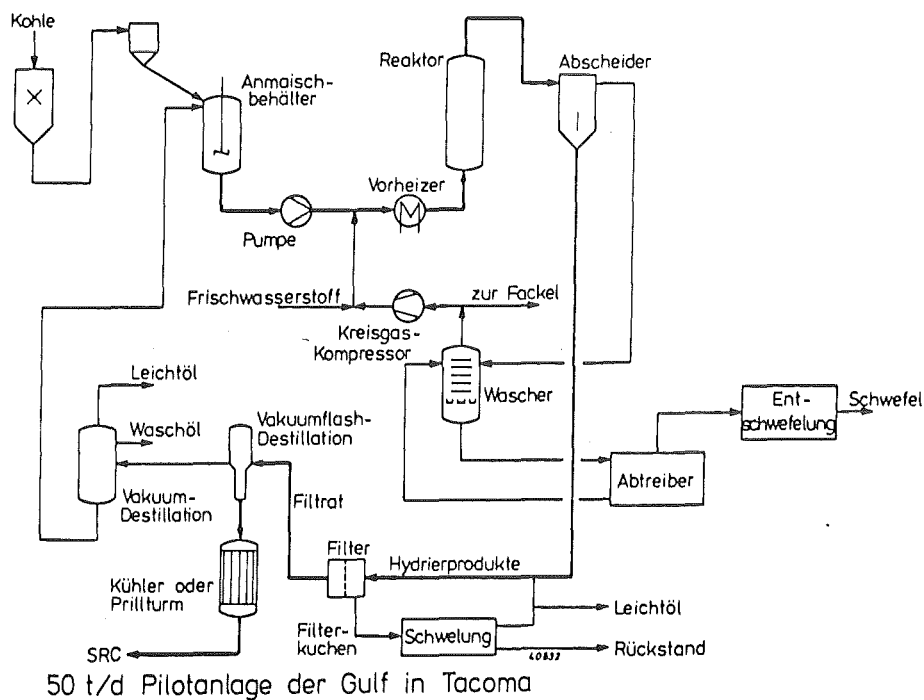 Kohle
Anmaisch-
behälter
Reaktor
Abscheider
Vorheizer
Pumpe
Frischwasserstoff
zur Fackel
Kreisgas-
Kompressor
Wascher
Leichtöl
Waschöl
Vakuumflash-
Destillation
Vakuum-
Destillation
Filtrat
Ent-
schwefelung
Schwefel
Abtreiber
Filter
Hydrierprodukte
Kühler oder
Prillturm
Filter-
kuchen
Schwelung
Leichtöl
Rückstand
40832
SRC
50 t/d Pilotanlage der Gulf in Tacoma